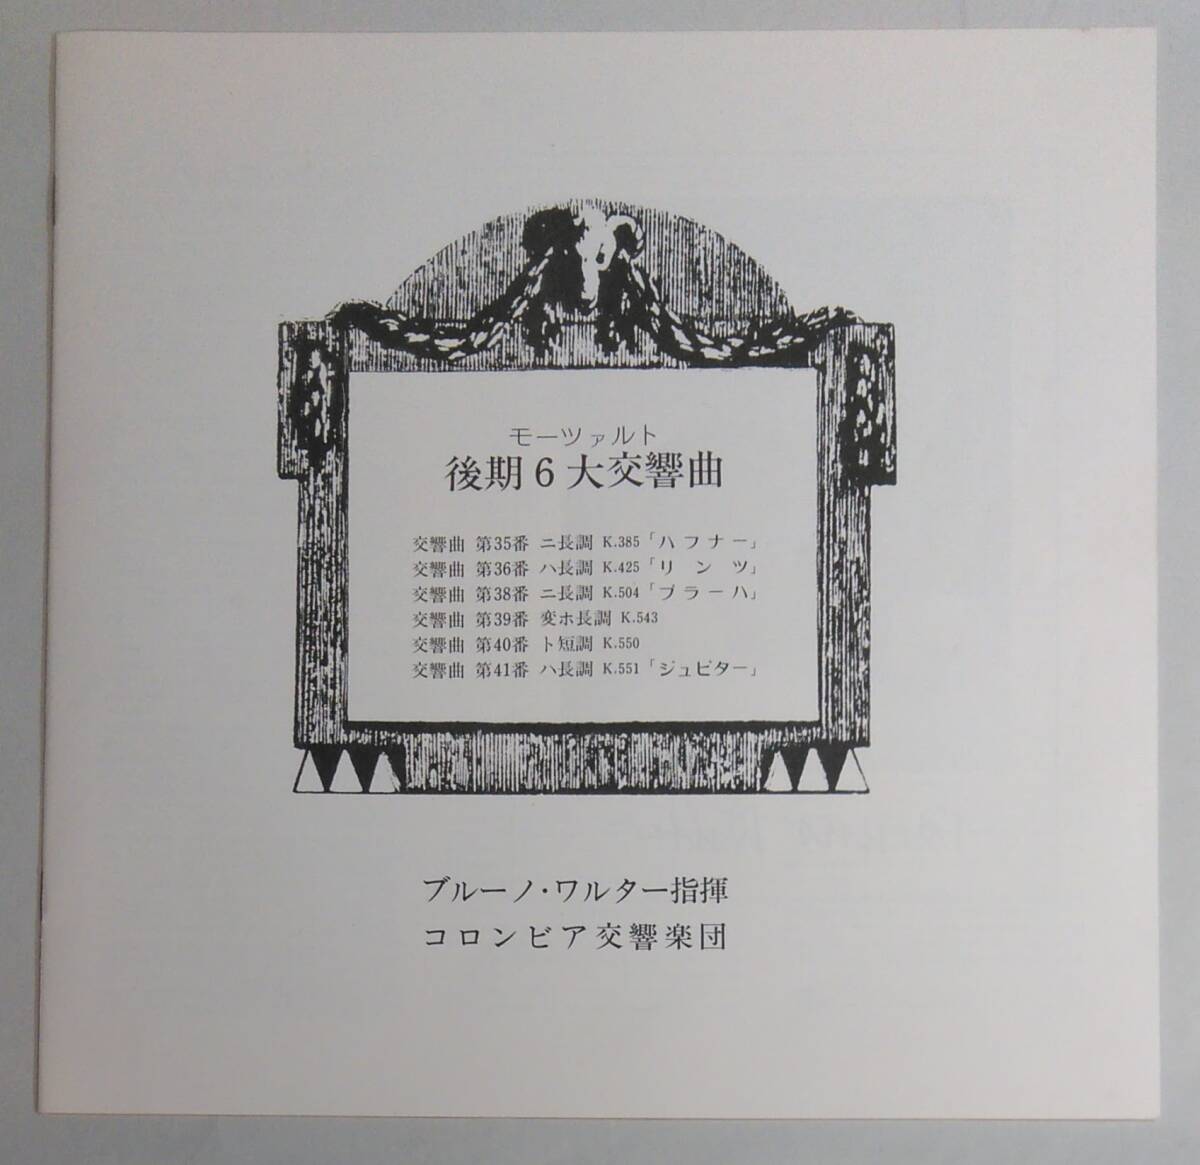 モーツァルト
後期6大交響曲
交響曲 第35番 ニ長調 K.385「ハフナー」
交響曲 第36番 ハ長調 K.425「リンツ」
交響曲 第38番 ニ長調 K.504「プラーハ」
交響曲 第39番 変ホ長調 K.543
交響曲 第40番 ト短調 K.550
交響曲 第41番 ハ長調 K.551「ジュピター」
ブルーノ・ワルター指揮
コロンビア交響楽団